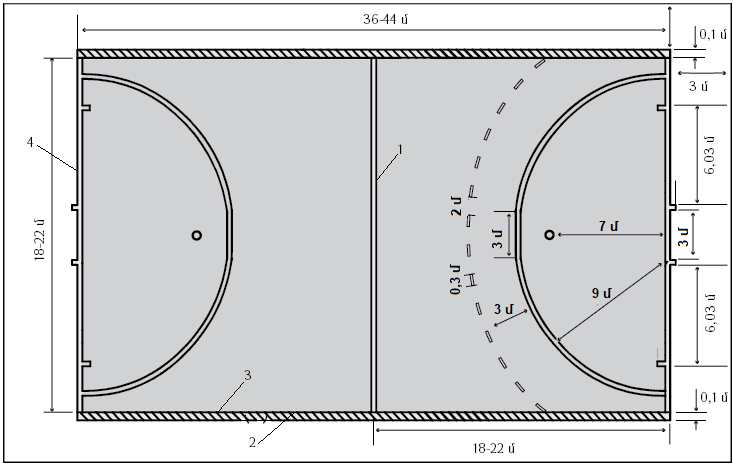 36-44 ú
0,1 ú
3 ú
4
1
6,03 ú
2 մ
18-22 ú
3 մ
7 մ
3 մ
0,3 մ
9 մ
3 մ
6,03 ú
3
0,1 ú
2
18-22 ú